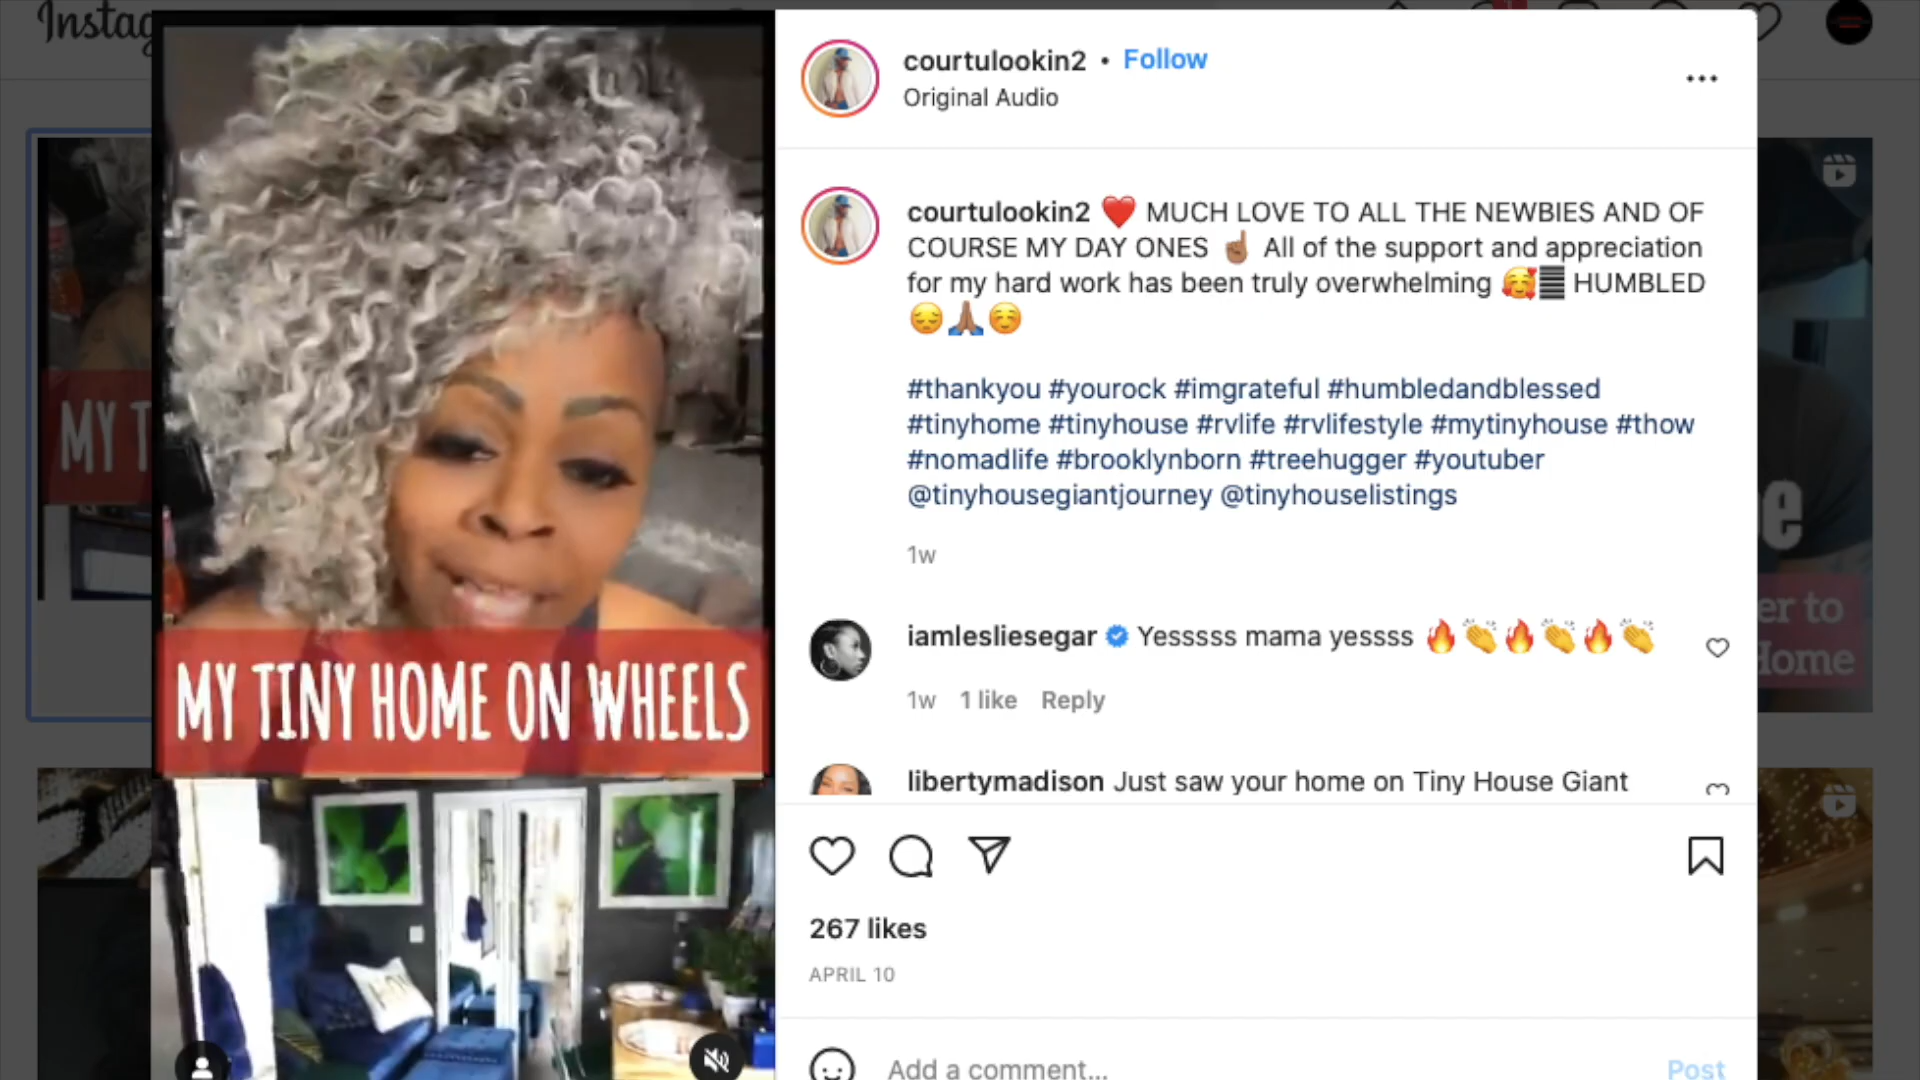 Instag
courtulookin2 • Follow
Original Audio
courtulookin2 ❤️ MUCH LOVE TO ALL THE NEWBIES AND OF
COURSE MY DAY ONES ☝🏽 All of the support and appreciation
for my hard work has been truly overwhelming 🥰 HUMBLED
😔🙏🏽☺️
#thankyou #yourock #imgrateful #humbledandblessed
#tinyhome #tinyhouse #rvlife #rvlifestyle #mytinyhouse #thow
#nomadlife #brooklynborn #treehugger #youtuber
@tinyhousegiantjourney @tinyhouselistings
1w
iamlesliesegar Yesssss mama yessss 🔥👏🔥👏🔥👏
1w 1 like Reply
libertymadison Just saw your home on Tiny House Giant
267 likes
APRIL 10
Add a comment...
Post
MY TINY HOME ON WHEELS
MY T
e
er to
Home